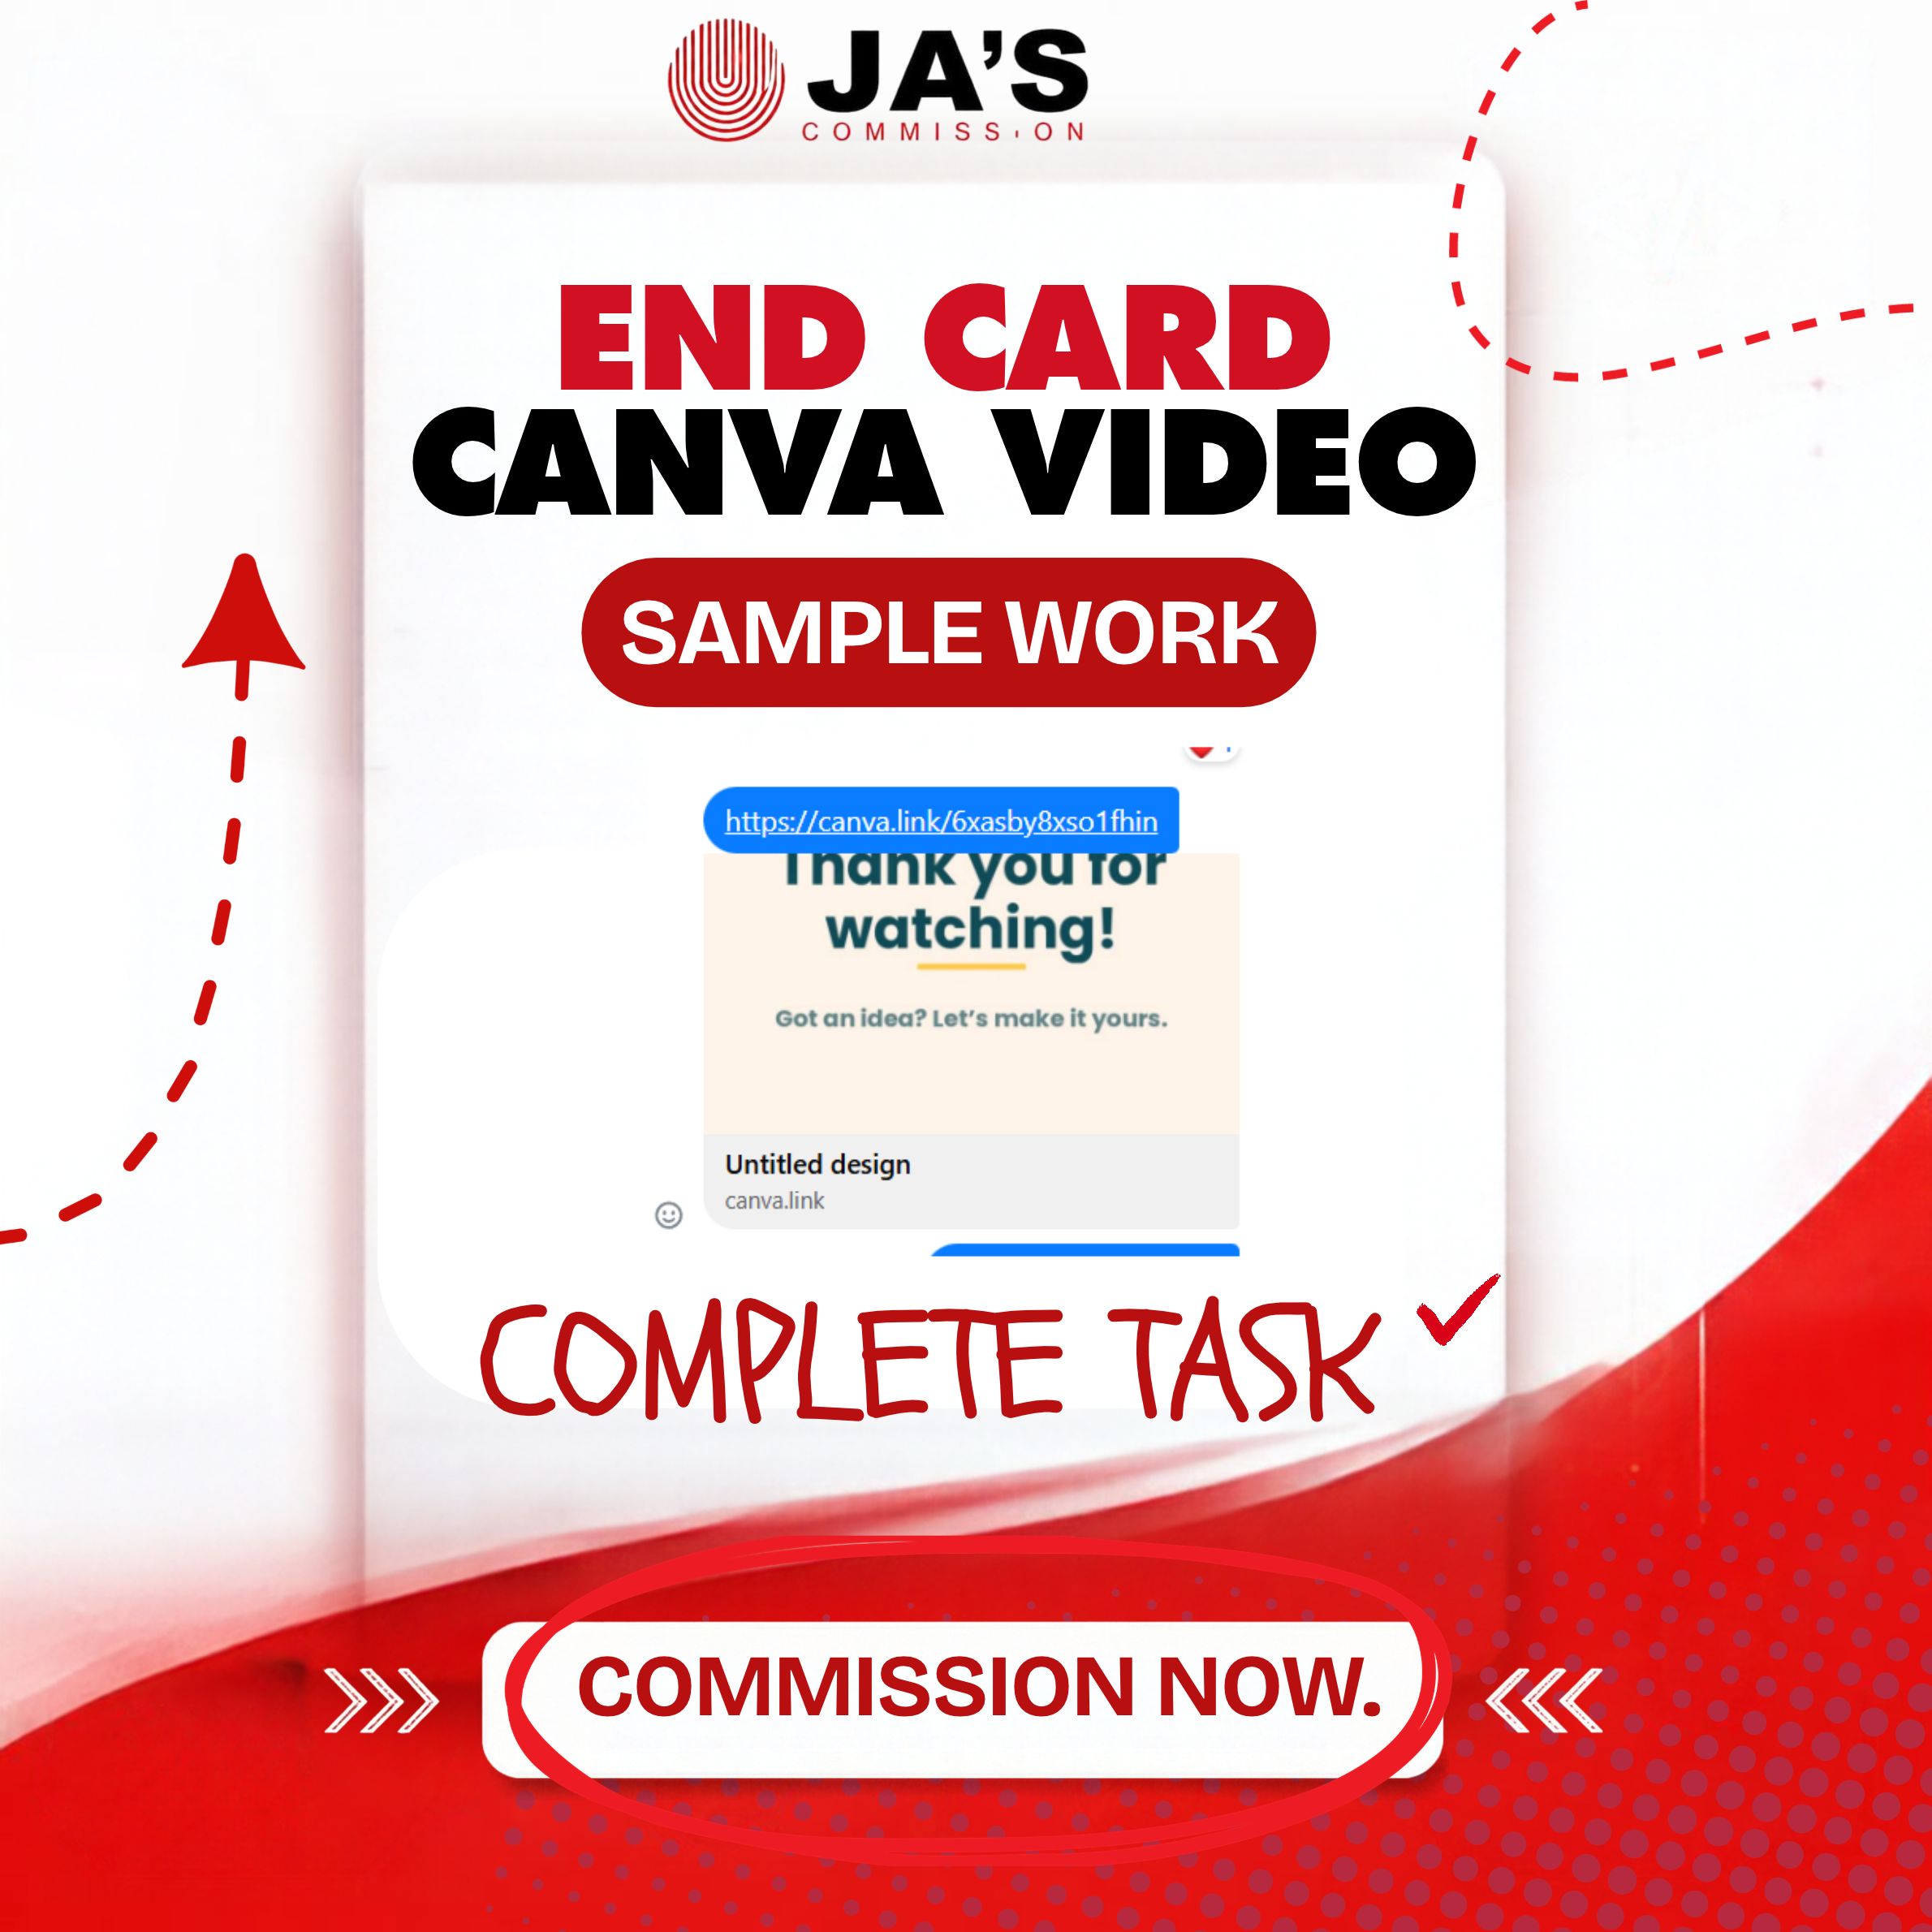 JA'S
COMMISSION
END CARD
CANVA VIDEO
SAMPLE WORK
https://canva.link/6xasby8xso1fhin
Thank you for
watching!
Got an idea? Let's make it yours.
Untitled design
canva.link
COMPLETE TASK
COMMISSION NOW.